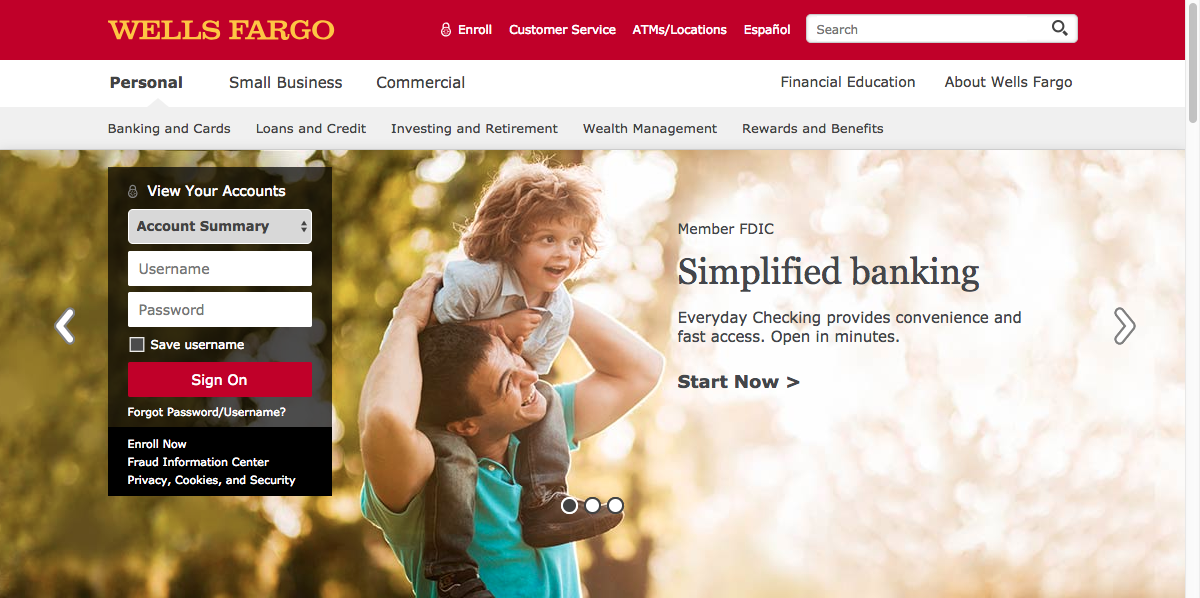 WELLS FARGO
Enroll
Customer Service
ATMs/Locations
Español
Search
Personal
Small Business
Commercial
Financial Education
About Wells Fargo
Banking and Cards
Loans and Credit
Investing and Retirement
Wealth Management
Rewards and Benefits
View Your Accounts
Account Summary
Username
Password
Save username
Sign On
Forgot Password/Username?
Enroll Now
Fraud Information Center
Privacy, Cookies, and Security
Member FDIC
Simplified banking
Everyday Checking provides convenience and
fast access. Open in minutes.
Start Now >